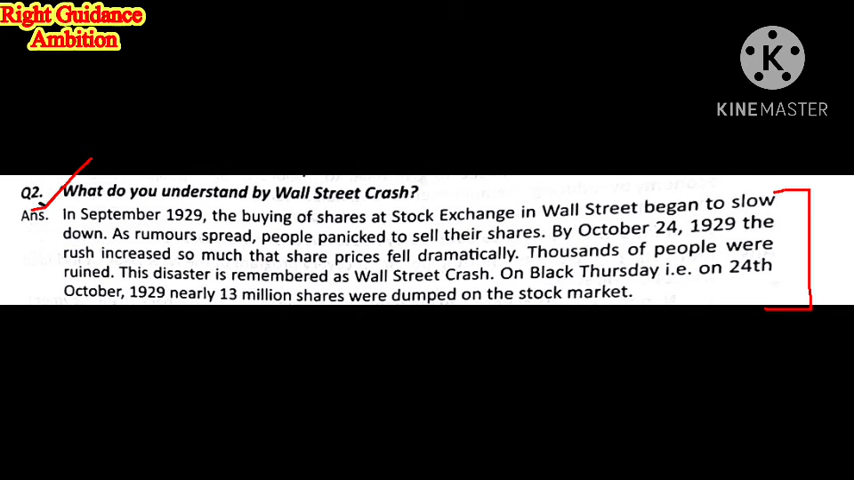 Right Guidance
Ambition
K
KINEMASTER
Q2. What do you understand by Wall Street Crash?
Ans. In September 1929, the buying of shares at Stock Exchange in Wall Street began to slow
down. As rumours spread, people panicked to sell their shares. By October 24, 1929 the
rush increased so much that share prices fell dramatically. Thousands of people were
ruined. This disaster is remembered as Wall Street Crash. On Black Thursday i.e. on 24th
October, 1929 nearly 13 million shares were dumped on the stock market.